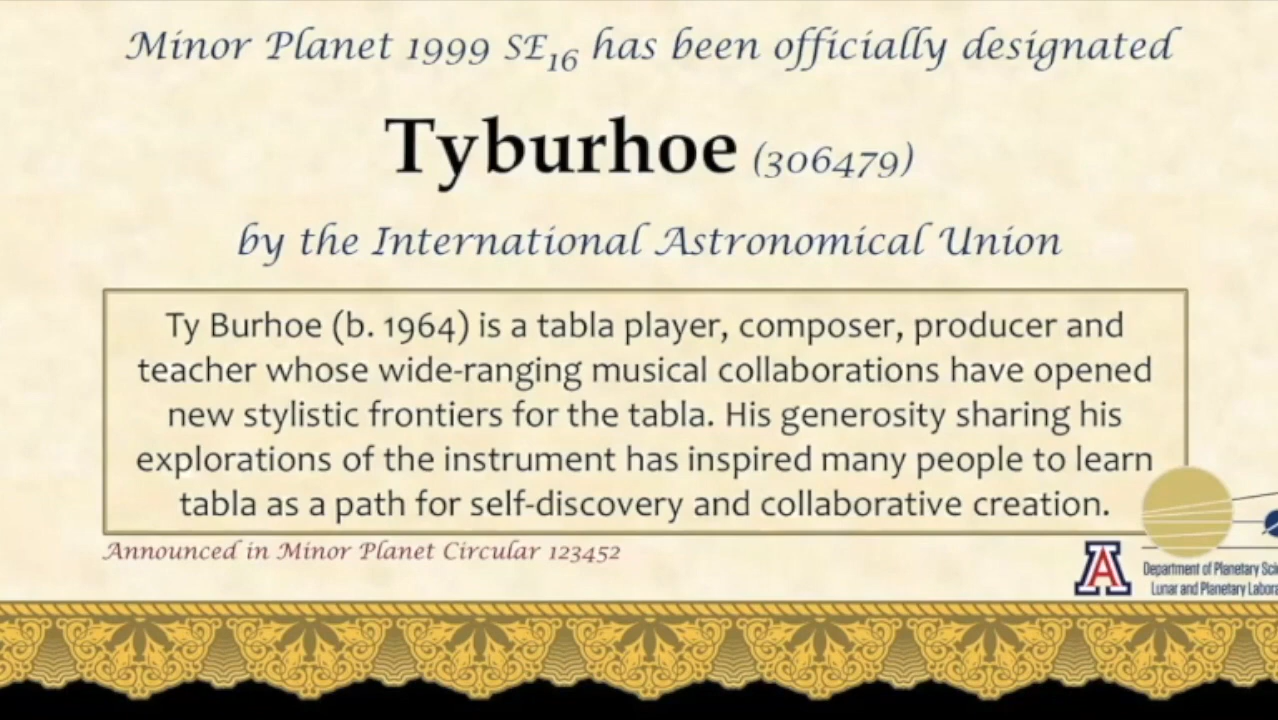 Minor Planet 1999 SE16 has been officially designated
Tyburhoe (306479)
by the International Astronomical Union
Ty Burhoe (b. 1964) is a tabla player, composer, producer and
teacher whose wide-ranging musical collaborations have opened
new stylistic frontiers for the tabla. His generosity sharing his
explorations of the instrument has inspired many people to learn
tabla as a path for self-discovery and collaborative creation.
Announced in Minor Planet Circular 123452
A
Department of Planetary Sci
Lunar and Planetary Labora